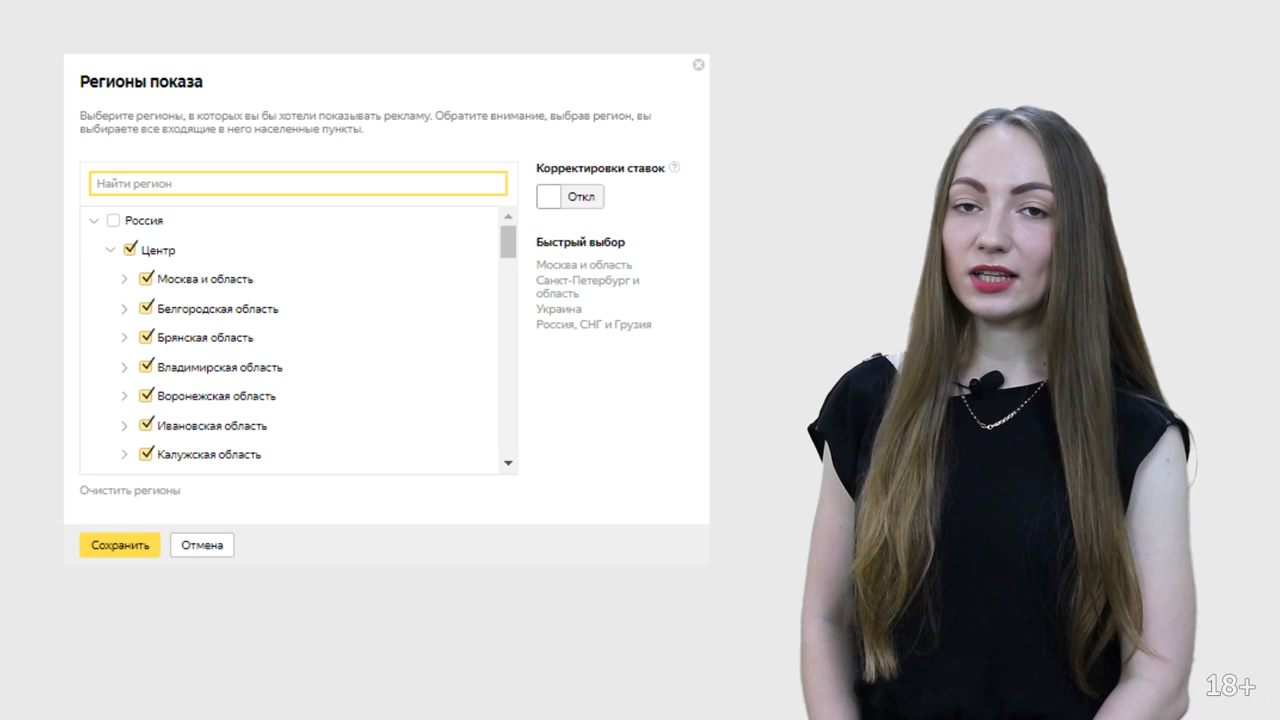 Регионы показа
Выберите регионы, в которых вы бы хотели показывать рекламу. Обратите внимание, выбрав регион, вы
выбираете все входящие в него населенные пункты.
Найти регион
Россия
Центр
Москва и область
Белгородская область
Брянская область
Владимирская область
Воронежская область
Ивановская область
Калужская область
Очистить регионы
Корректировки ставок ?
Откл
Быстрый выбор
Москва и область
Санкт-Петербург и
область
Украина
Россия, СНГ и Грузия
Сохранить
Отмена
18+